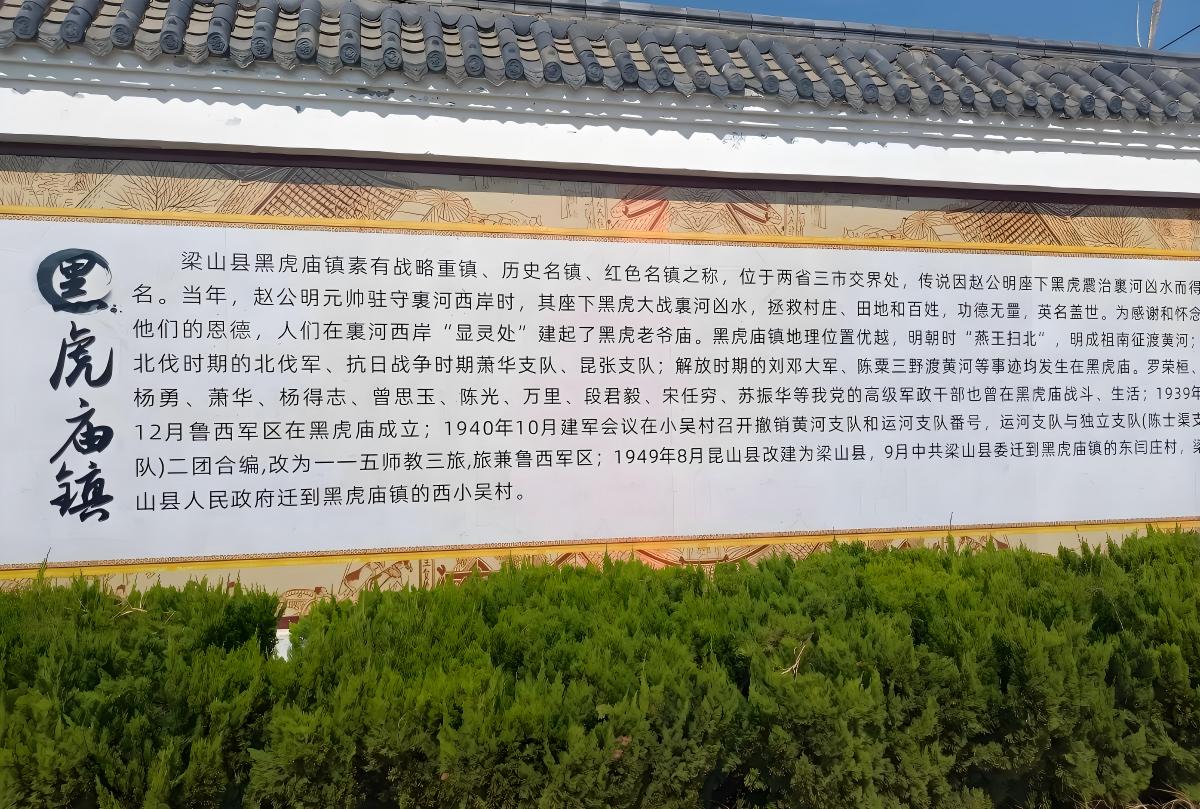 黑虎庙镇
梁山县黑虎庙镇素有战略重镇、历史名镇、红色名镇之称，位于两省三市交界处，传说因赵公明座下黑虎震治裹河凶水而得
名。当年，赵公明元帅驻守裹河西岸时，其座下黑虎大战裹河凶水，拯救村庄、田地和百姓，功德无量，英名盖世。为感谢和怀念
他们的恩德，人们在裹河西岸“显灵处”建起了黑虎老爷庙。黑虎庙镇地理位置优越，明朝时“燕王扫北”，明成祖南征渡黄河；
北伐时期的北伐军、抗日战争时期萧华支队、昆张支队；解放时期的刘邓大军、陈粟三野渡黄河等事迹均发生在黑虎庙。罗荣桓、
杨勇、萧华、杨得志、曾思玉、陈光、万里、段君毅、宋任穷、苏振华等我党的高级军政干部也曾在黑虎庙战斗、生活；1939年
12月鲁西军区在黑虎庙成立；1940年10月建军会议在小吴村召开撤销黄河支队和运河支队番号，运河支队与独立支队(陈士渠支
队)二团合编,改为一一五师教三旅,旅兼鲁西军区；1949年8月昆山县改建为梁山县，9月中共梁山县委迁到黑虎庙镇的东闫庄村，梁
山县人民政府迁到黑虎庙镇的西小吴村。